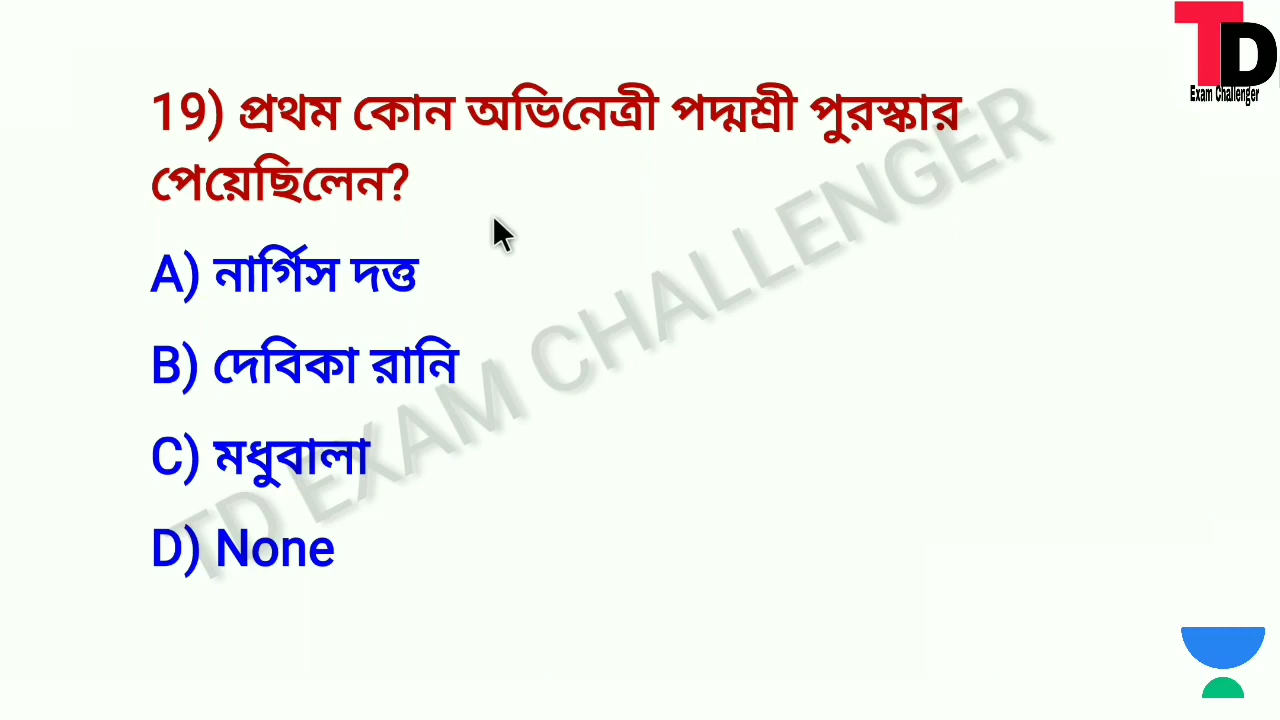 TD
Exam Challenger
19) প্রথম কোন অভিনেত্রী পদ্মশ্রী পুরস্কার
পেয়েছিলেন?
A) নার্গিস দত্ত
B) দেবিকা রানি
C) মধুবালা
D) None
TD EXAM CHALLENGER